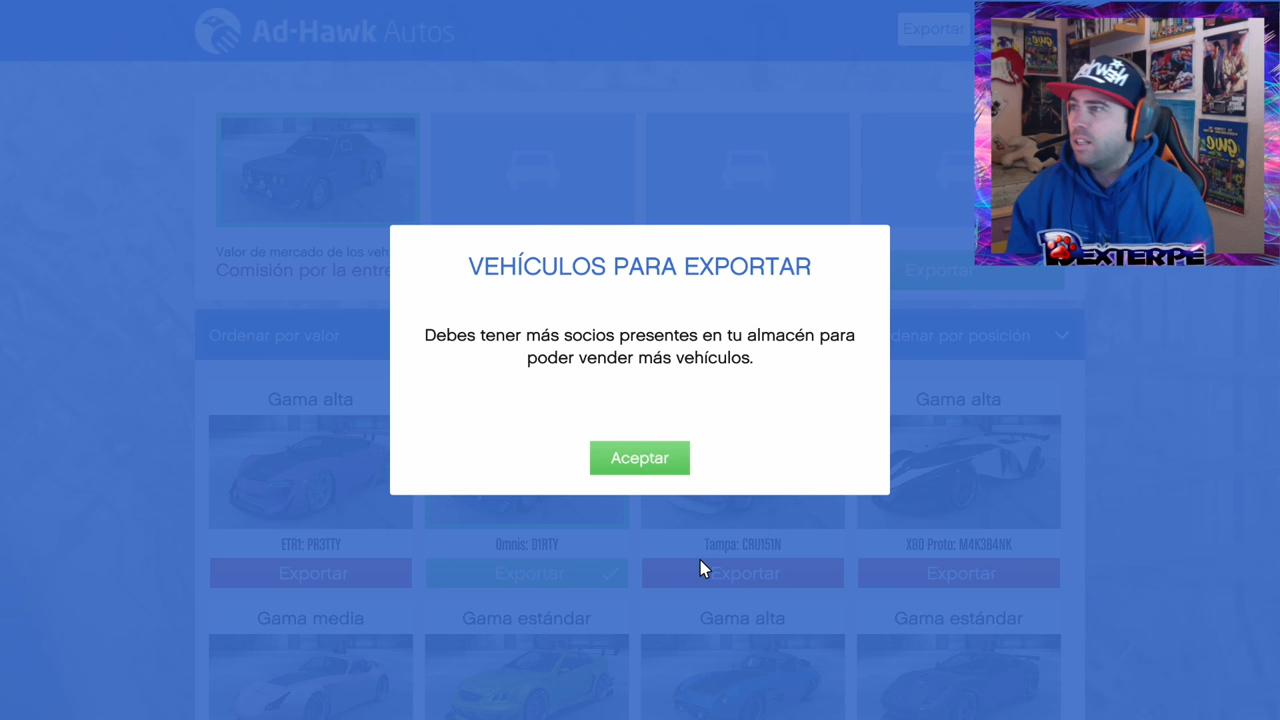 Ad-Hawk Autos
Exportar
Valor de mercado de los veh
Comisión por la entre
Exportar
Ordenar por valor
denar por posición
VEHÍCULOS PARA EXPORTAR
Debes tener más socios presentes en tu almacén para
poder vender más vehículos.
Aceptar
Gama alta
Gama alta
ETR1: PR3TTY
Omnis: D1RTY
Tampa: CRU151N
X80 Proto: M4K3B4NK
Exportar
Exportar
Exportar
Exportar
Gama media
Gama estándar
Gama alta
Gama estándar
DEXTERPE